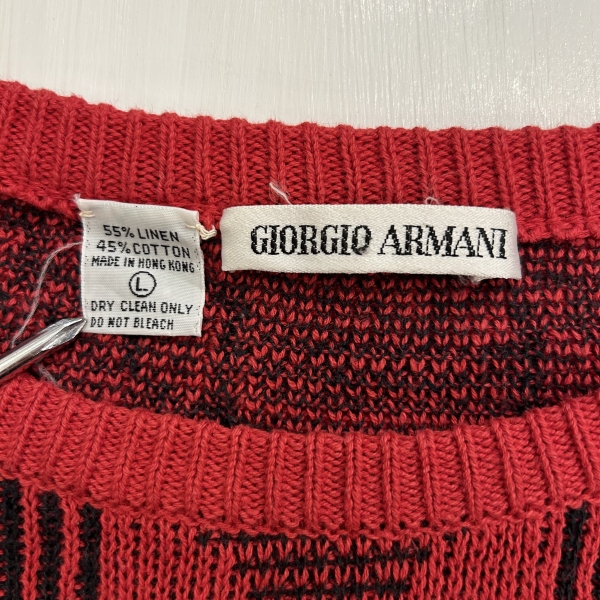 55% LINEN
45% COTTON
MADE IN HONG KONG
L
DRY CLEAN ONLY
DO NOT BLEACH
GIORGIO ARMANI